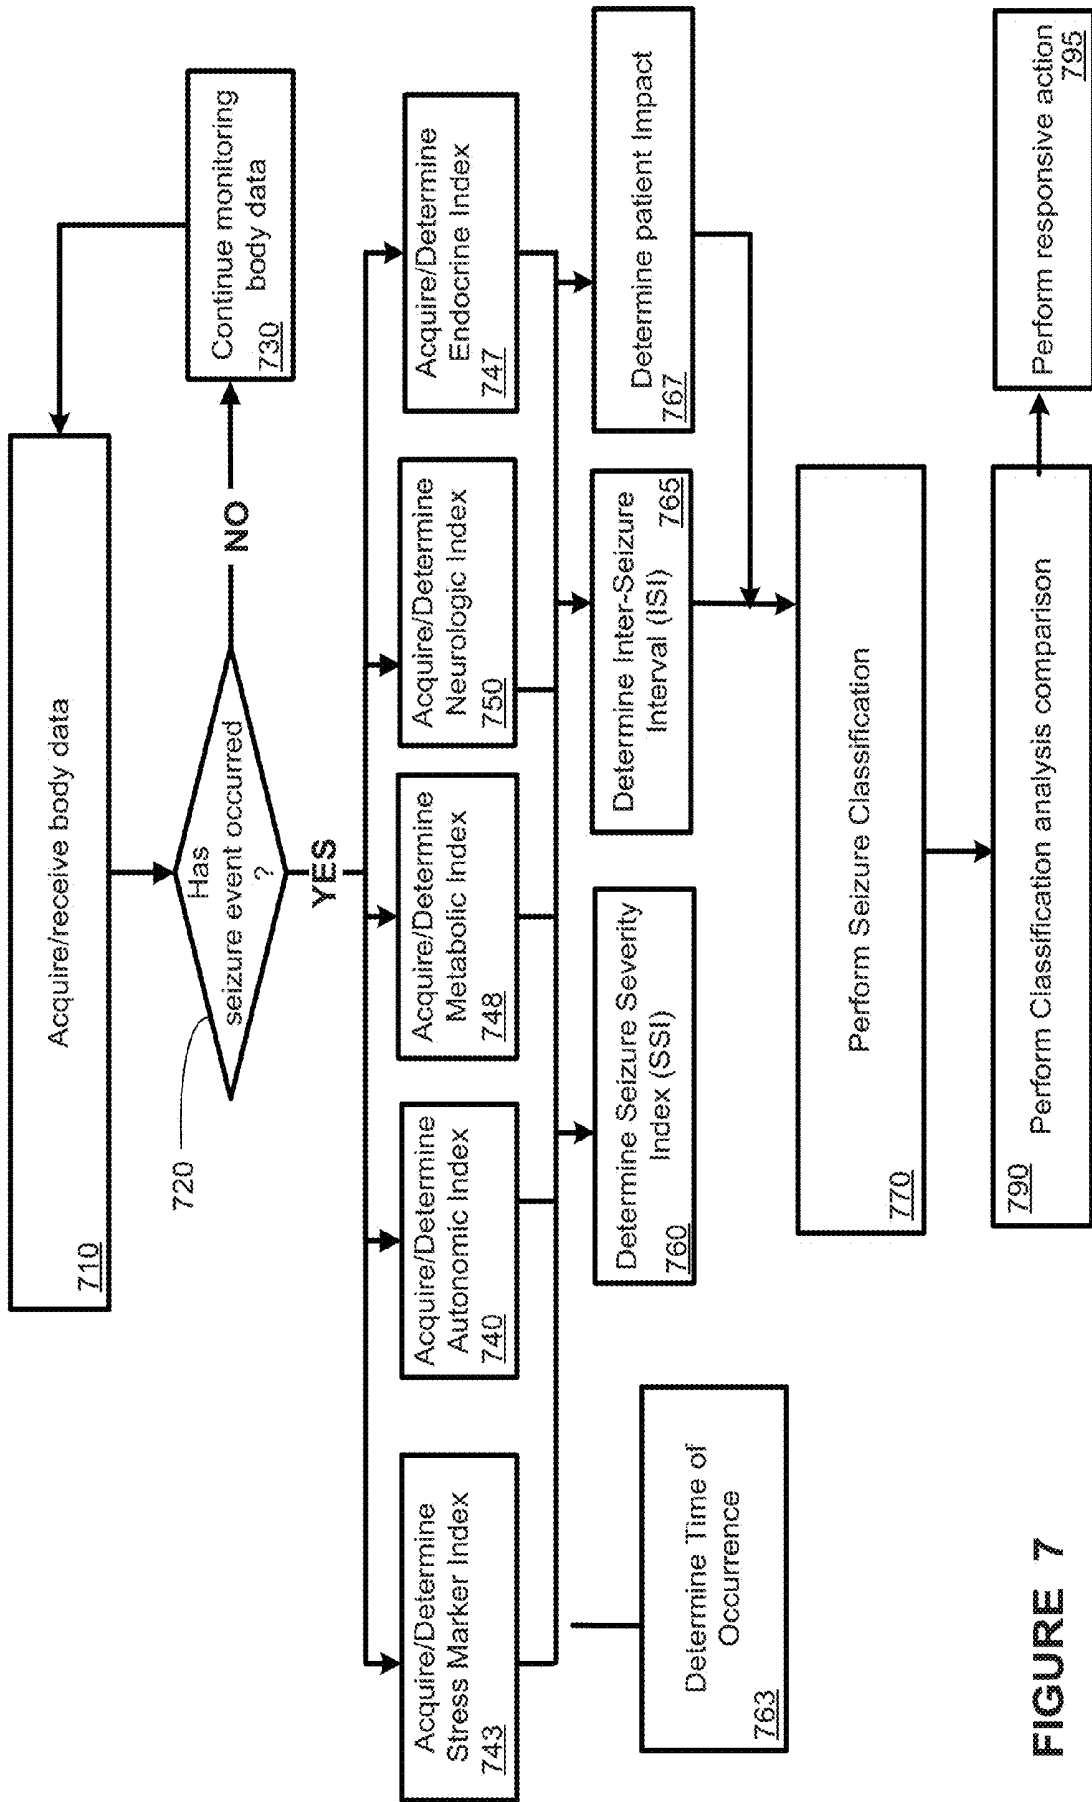 Acquire/receive body data
710
Has
seizure event occurred
?
720
NO
Continue monitoring
body data
730
YES
Acquire/Determine
Stress Marker Index
743
Acquire/Determine
Autonomic Index
740
Acquire/Determine
Metabolic Index
748
Acquire/Determine
Neurologic Index
750
Acquire/Determine
Endocrine Index
747
Determine Time of
Occurrence
763
Determine Seizure Severity
Index (SSI)
760
Determine Inter-Seizure
Interval (ISI)
765
Determine patient Impact
767
Perform Seizure Classification
770
Perform Classification analysis comparison
790
Perform responsive action
795
FIGURE 7